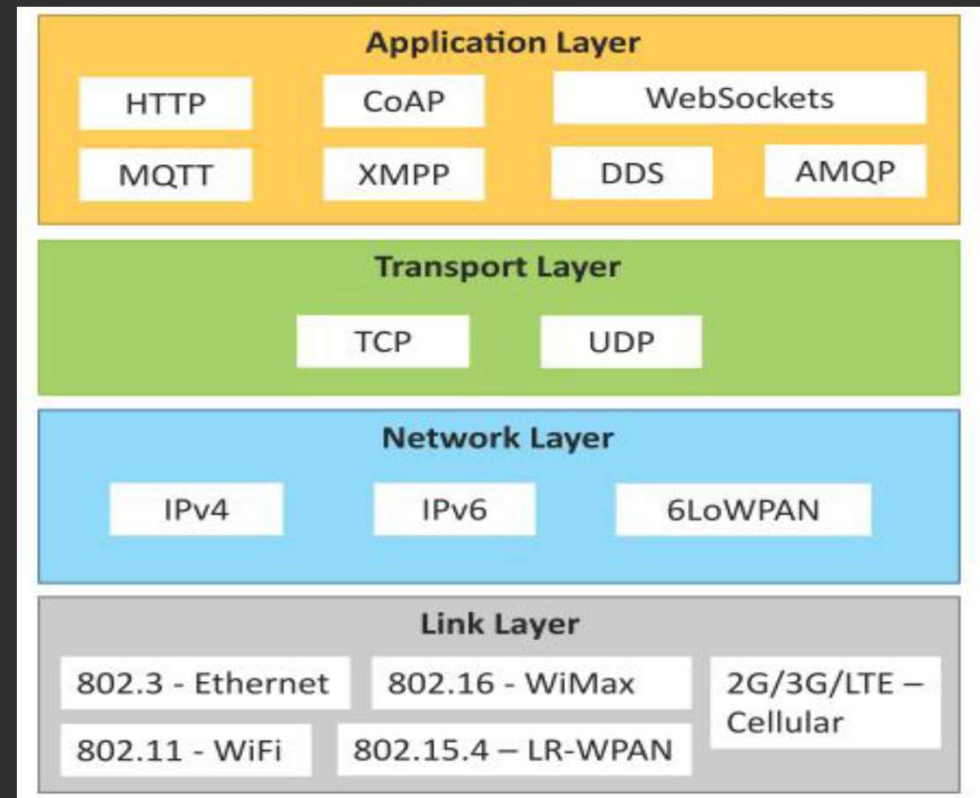 Application Layer
HTTP
CoAP
WebSockets
MQTT
XMPP
DDS
AMQP
Transport Layer
TCP
UDP
Network Layer
IPv4
IPv6
6LoWPAN
Link Layer
802.3 - Ethernet
802.16 - WiMax
2G/3G/LTE –
Cellular
802.11 - WiFi
802.15.4 – LR-WPAN